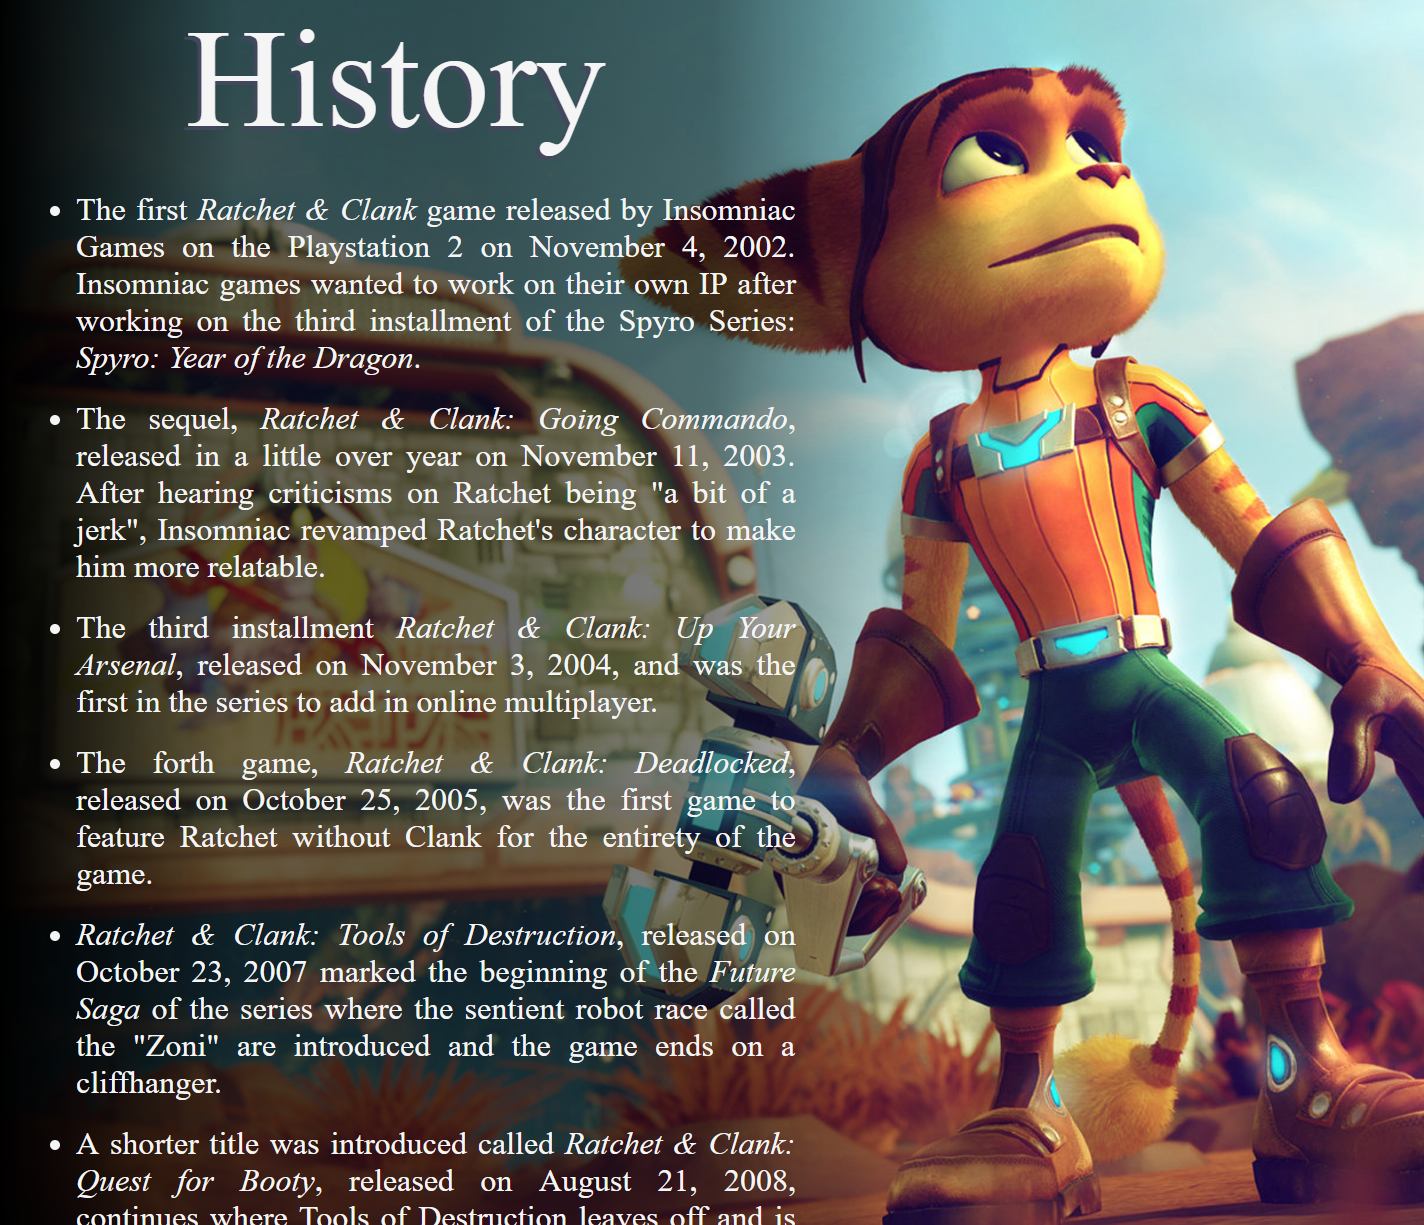 History
The first Ratchet & Clank game released by Insomniac
Games on the Playstation 2 on November 4, 2002.
Insomniac games wanted to work on their own IP after
working on the third installment of the Spyro Series:
Spyro: Year of the Dragon.
The sequel, Ratchet & Clank: Going Commando,
released in a little over year on November 11, 2003.
After hearing criticisms on Ratchet being "a bit of a
jerk", Insomniac revamped Ratchet's character to make
him more relatable.
The third installment Ratchet & Clank: Up Your
Arsenal, released on November 3, 2004, and was the
first in the series to add in online multiplayer.
The forth game, Ratchet & Clank: Deadlocked,
released on October 25, 2005, was the first game to
feature Ratchet without Clank for the entirety of the
game.
Ratchet & Clank: Tools of Destruction, released on
October 23, 2007 marked the beginning of the Future
Saga of the series where the sentient robot race called
the "Zoni" are introduced and the game ends on a
cliffhanger.
A shorter title was introduced called Ratchet & Clank:
Quest for Booty, released on August 21, 2008,
continues where Tools of Destruction leaves off and is